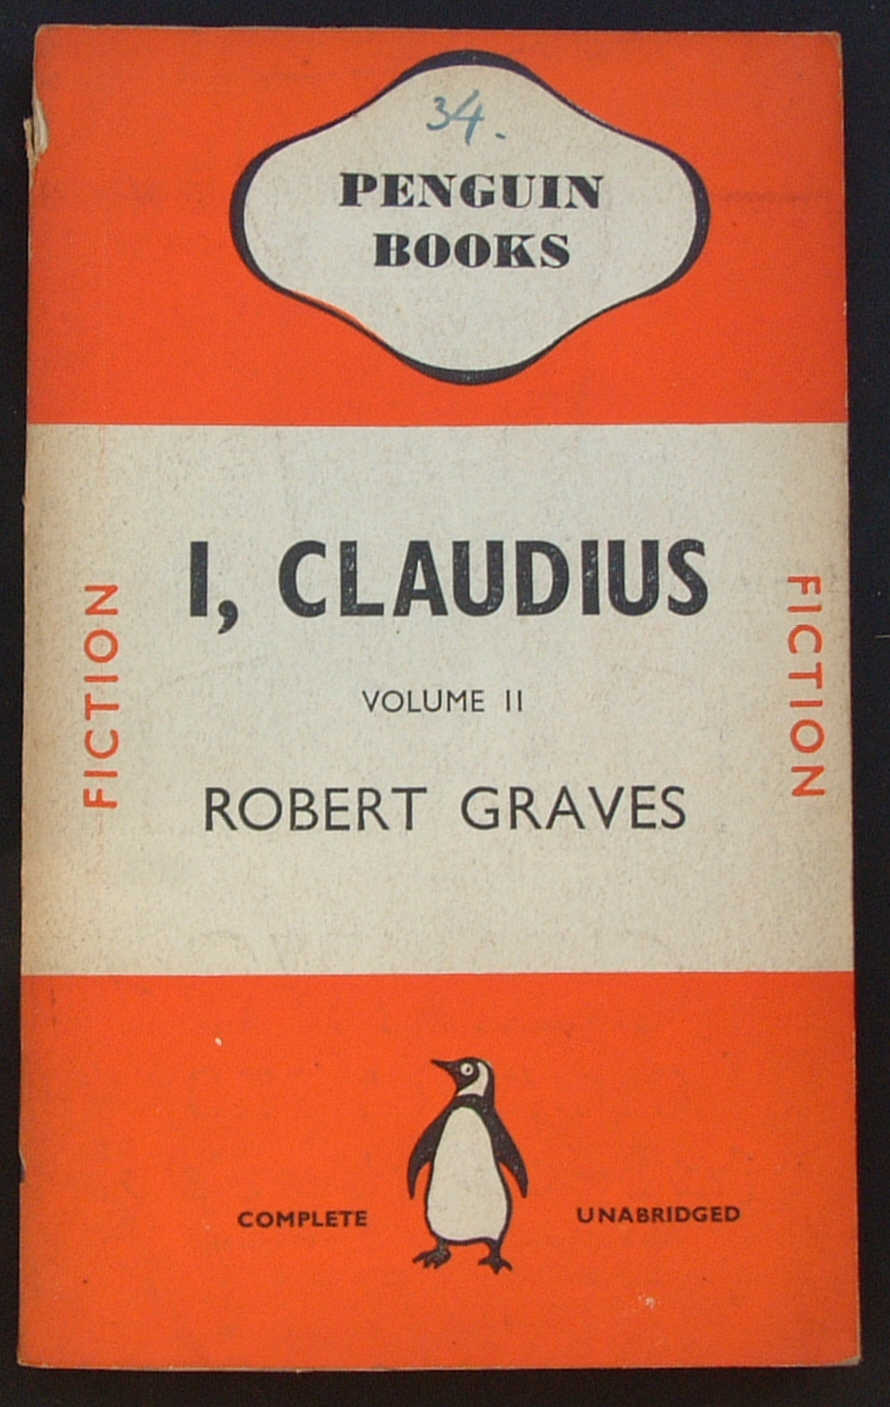 34.
PENGUIN
BOOKS
I, CLAUDIUS
VOLUME II
ROBERT GRAVES
FICTION
FICTION
COMPLETE
UNABRIDGED